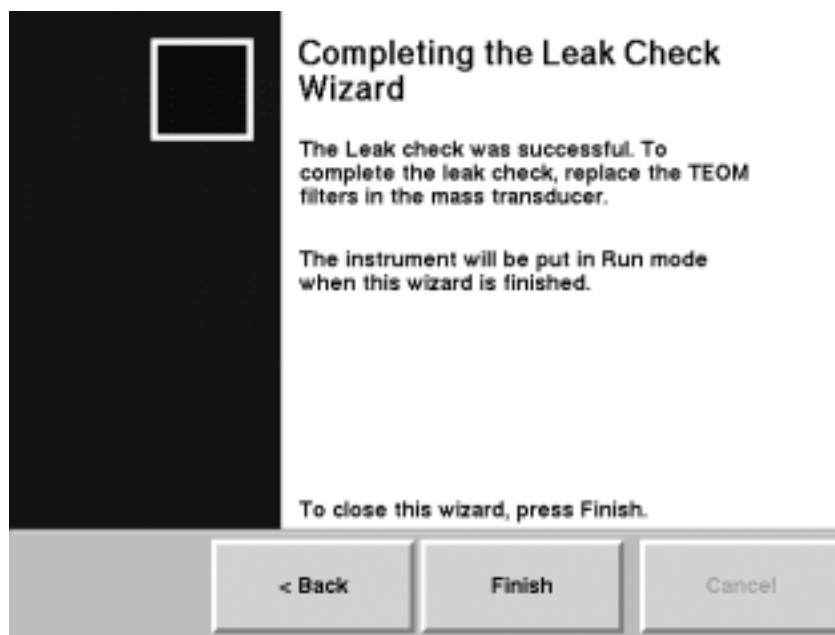 Completing the Leak Check
Wizard
The Leak check was successful. To
complete the leak check, replace the TEOM
filters in the mass transducer.
The instrument will be put in Run mode
when this wizard is finished.
To close this wizard, press Finish.
< Back
Finish
Cancel